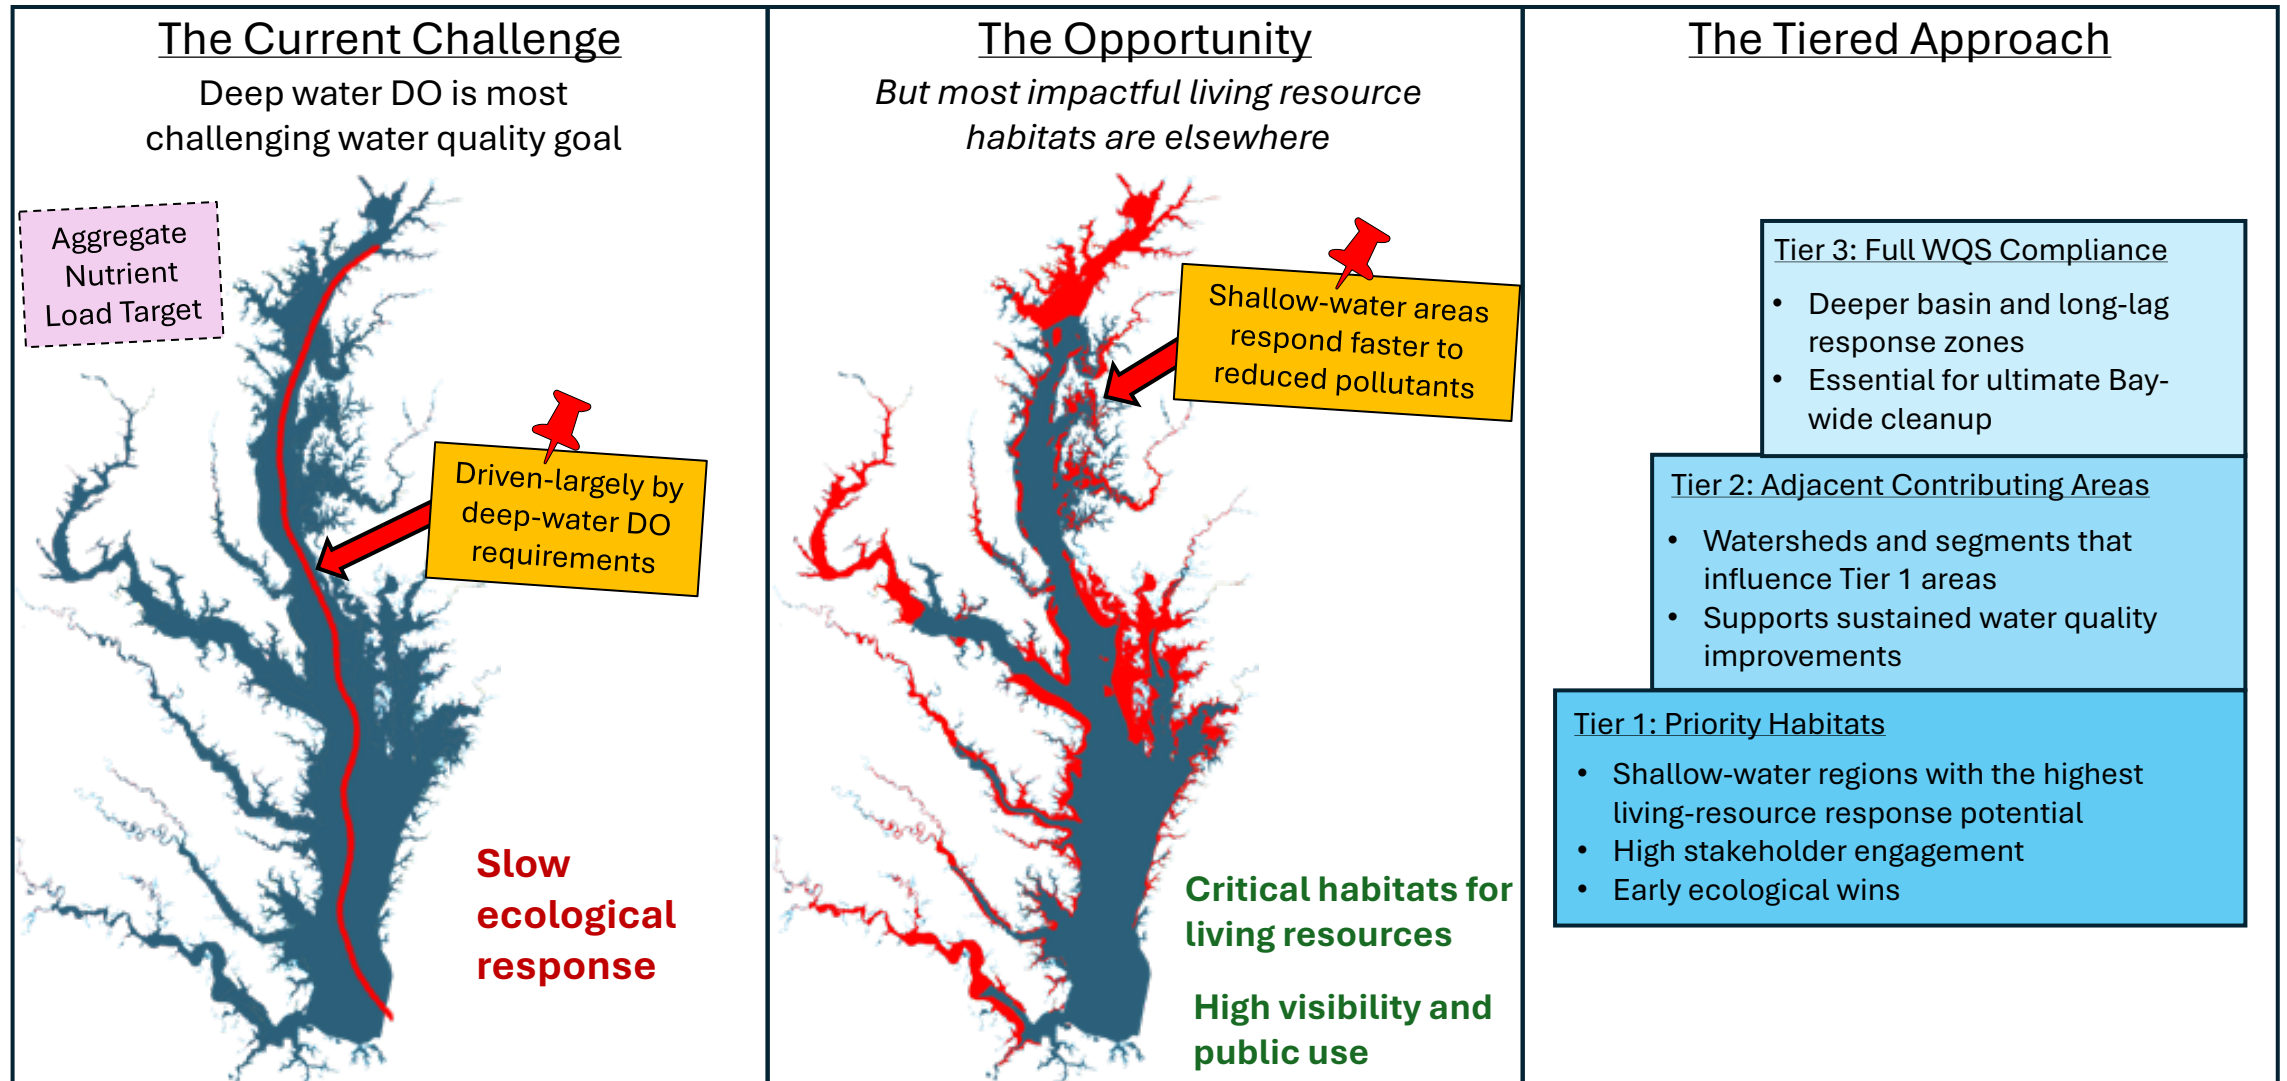 The Current Challenge
Deep water DO is most
challenging water quality goal
Aggregate
Nutrient
Load Target
Driven-largely by
deep-water DO
requirements
Slow
ecological
response
The Opportunity
But most impactful living resource
habitats are elsewhere
Shallow-water areas
respond faster to
reduced pollutants
Critical habitats for
living resources
High visibility and
public use
The Tiered Approach
Tier 3: Full WQS Compliance
• Deeper basin and long-lag
response zones
• Essential for ultimate Bay-
wide cleanup
Tier 2: Adjacent Contributing Areas
• Watersheds and segments that
influence Tier 1 areas
• Supports sustained water quality
improvements
Tier 1: Priority Habitats
• Shallow-water regions with the highest
living-resource response potential
• High stakeholder engagement
• Early ecological wins